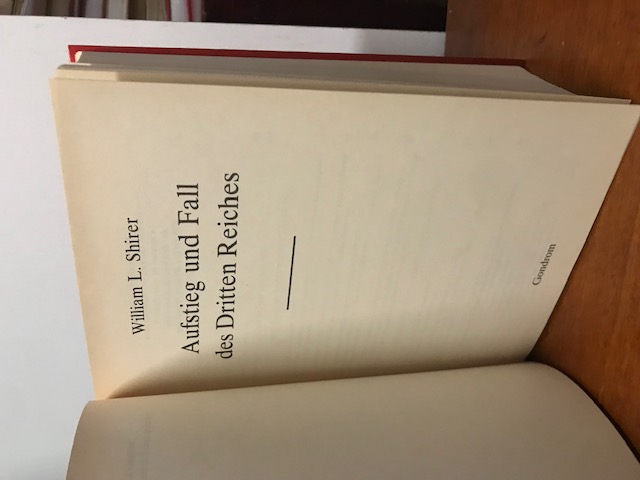 William L. Shirer
Aufstieg und Fall
des Dritten Reiches
Gondrom